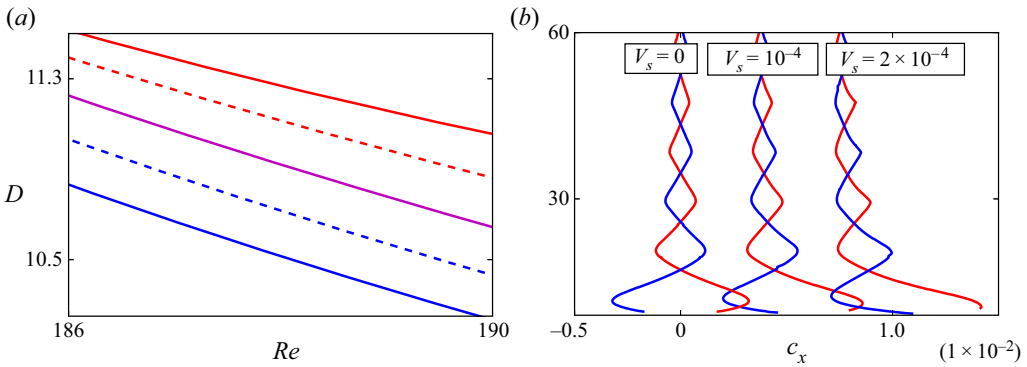 (a)
11.3
D
10.5
186
190
Re
(b)
60
V_s = 0
V_s = 10^–4
V_s = 2 × 10^–4
30
–0.5
0
1.0
c_x
(1 × 10^–2)